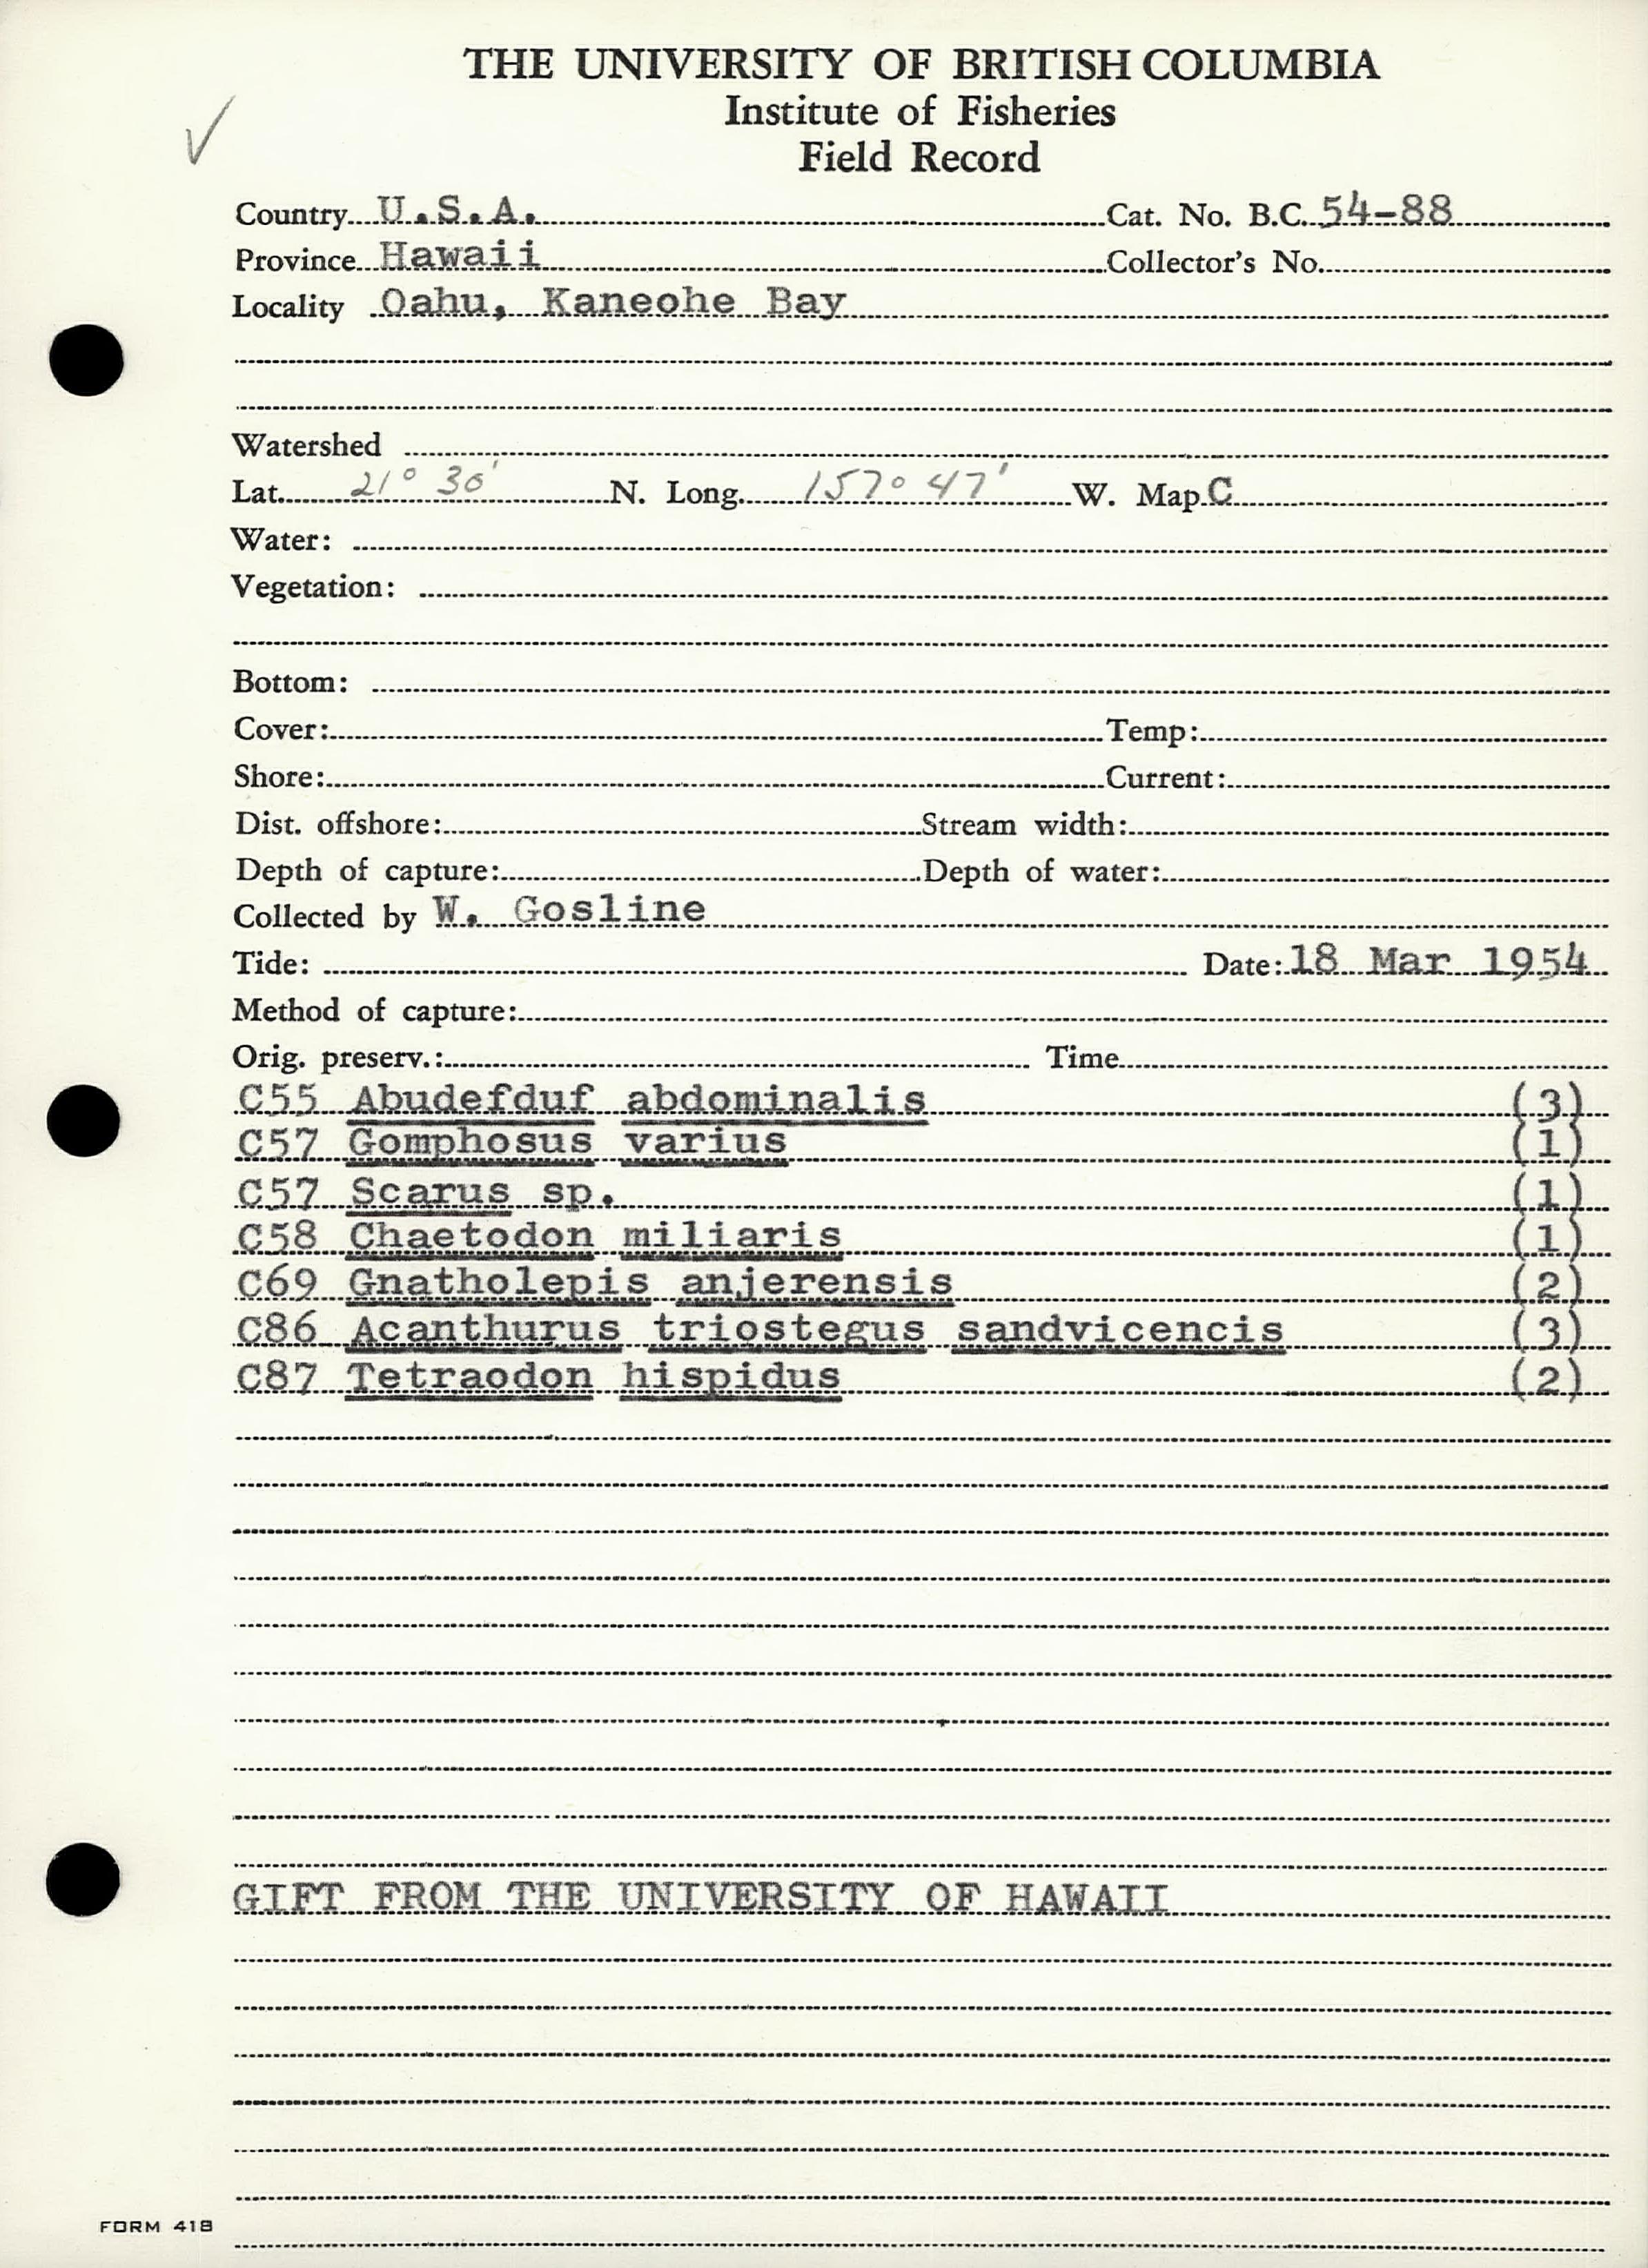 THE UNIVERSITY OF BRITISH COLUMBIA
Institute of Fisheries
Field Record
✓
Country U.S.A. Cat. No. B.C. 54-88
Province Hawaii Collector's No.
Locality Oahu, Kaneohe Bay
Watershed
Lat. 21° 30' N. Long. 157° 47' W. Map C
Water:
Vegetation:
Bottom:
Cover: Temp:
Shore: Current:
Dist. offshore: Stream width:
Depth of capture: Depth of water:
Collected by W. Gosline
Tide: Date: 18 Mar 1954
Method of capture:
Orig. preserv.: Time
C55 Abudefduf abdominalis (3)
C57 Gomphosus varius (1)
C57 Scarus sp. (1)
C58 Chaetodon miliaris (1)
C69 Gnatholepis anjerensis (2)
C86 Acanthurus triostegus sandvicencis (3)
C87 Tetraodon hispidus (2)
GIFT FROM THE UNIVERSITY OF HAWAII
FORM 418